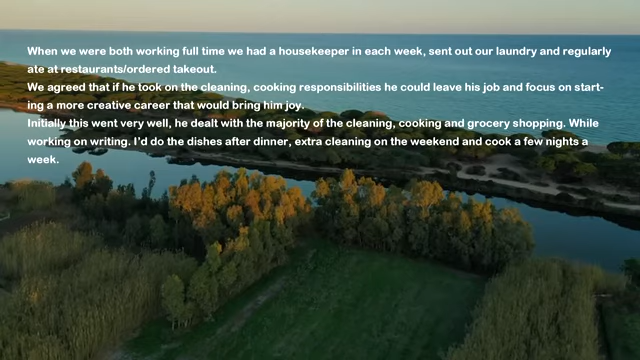 When we were both working full time we had a housekeeper in each week, sent out our laundry and regularly
ate at restaurants/ordered takeout.
We agreed that if he took on the cleaning, cooking responsibilities he could leave his job and focus on start-
ing a more creative career that would bring him joy.
Initially this went very well, he dealt with the majority of the cleaning, cooking and grocery shopping. While
working on writing. I'd do the dishes after dinner, extra cleaning on the weekend and cook a few nights a
week.